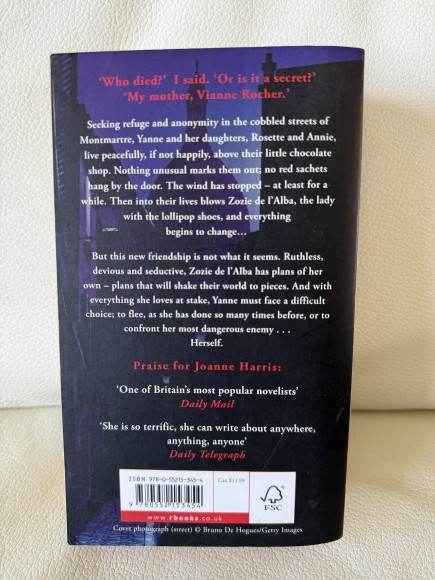 ‘Who died?’ I said. ‘Or is it a secret?’
‘My mother, Vianne Rocher.’
Seeking refuge and anonymity in the cobbled streets of
Montmartre, Yanne and her daughters, Rosette and Annie,
live peacefully, if not happily, above their little chocolate
shop. Nothing unusual marks them out; no red sachets
hang by the door. The wind has stopped – at least for a
while. Then into their lives blows Zozie de l’Alba, the lady
with the lollipop shoes, and everything
begins to change…
But this new friendship is not what it seems. Ruthless,
devious and seductive, Zozie de l’Alba has plans of her
own – plans that will shake their world to pieces. And with
everything she loves at stake, Yanne must face a difficult
choice; to flee, as she has done so many times before, or to
confront her most dangerous enemy . . .
Herself.
Praise for Joanne Harris:
‘One of Britain’s most popular novelists’
Daily Mail
‘She is so terrific, she can write about anywhere,
anything, anyone’
Daily Telegraph
ISBN 978-0-55215-345-4
Can $11.99
9 780552 153454
FSC
www.rbooks.co.uk
Cover photograph (street) © Bruno De Hogues/Getty Images